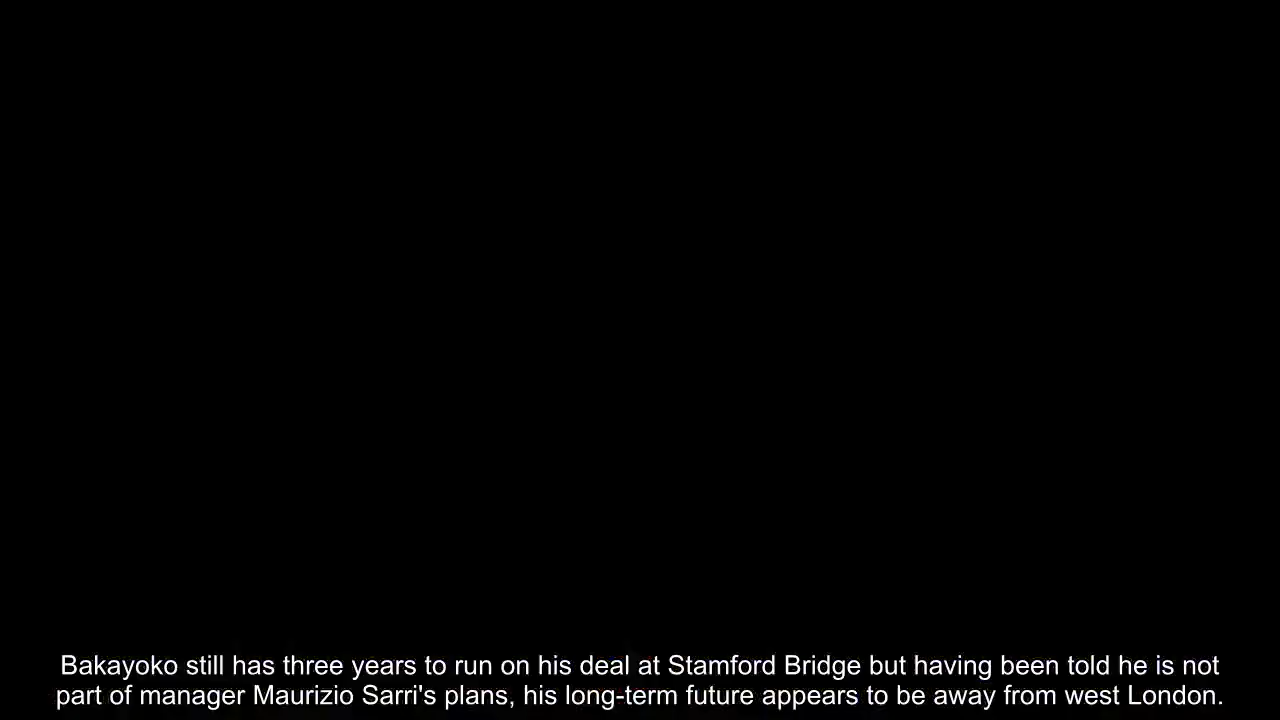 Bakayoko still has three years to run on his deal at Stamford Bridge but having been told he is not
part of manager Maurizio Sarri's plans, his long-term future appears to be away from west London.